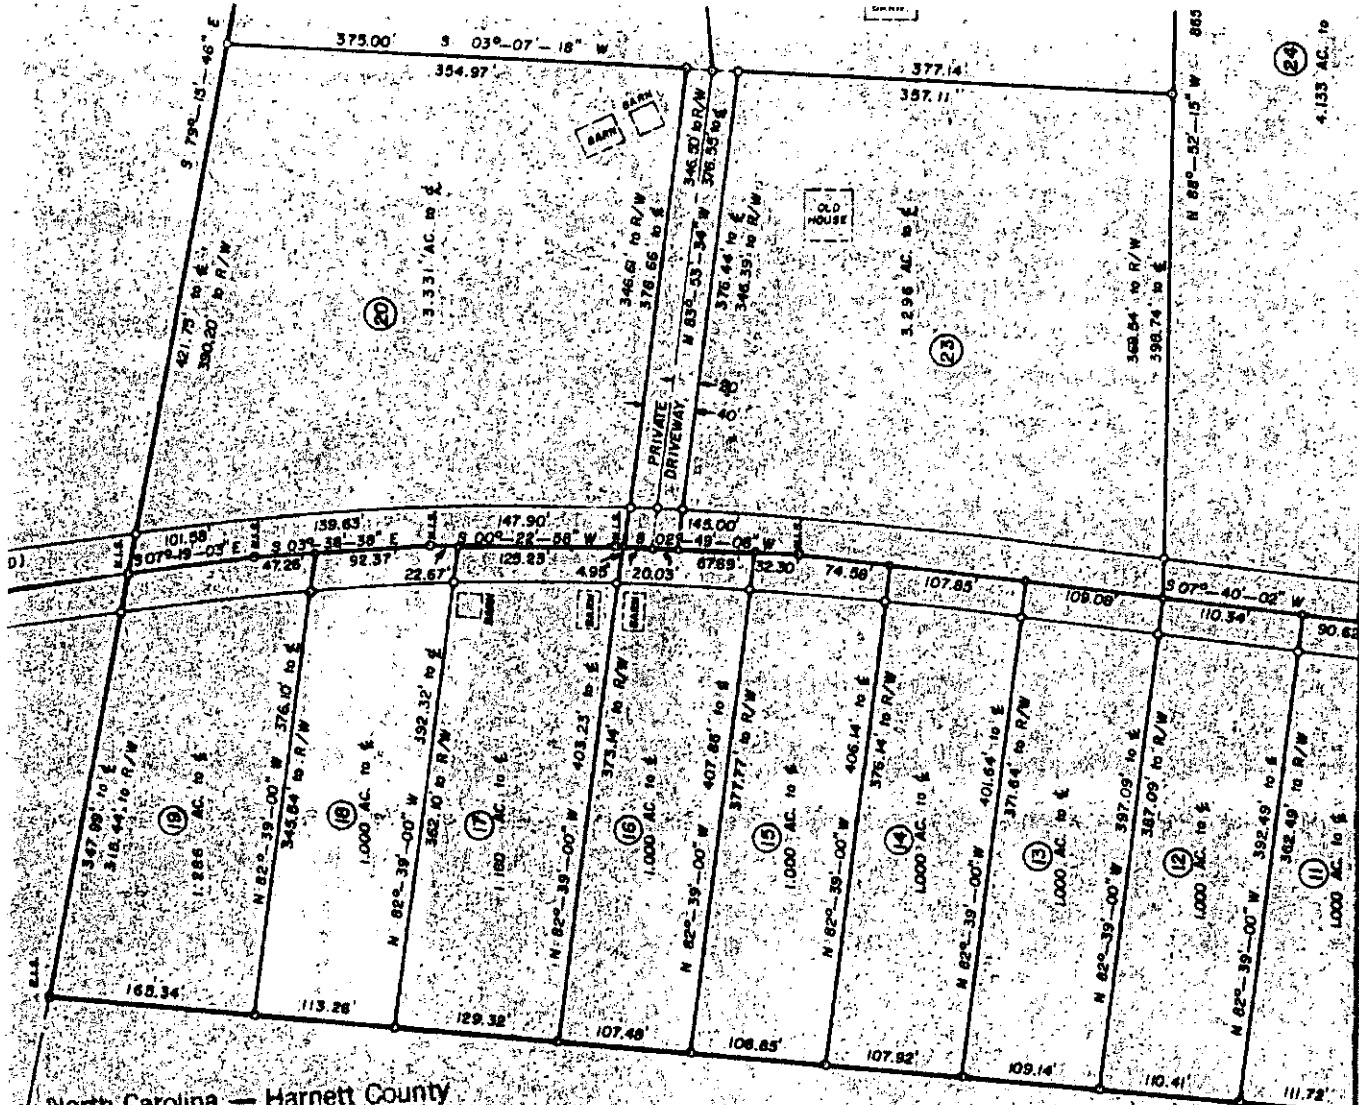 375.00' S 03°-07'-18" W
354.97'
S 79°-15'-46" E
BARN
BARN
BARN
346.50' to R/W
376.55' to ℄
N 83°-53'-34" W
377.14'
357.11'
N 88°-52'-15" W 865
24
4.133 AC. to
OLD
HOUSE
421.75' to ℄
390.20' to R/W
20
3.331 AC. to ℄
346.61' to R/W
376.66' to ℄
376.44' to ℄
346.39' to R/W
3.296 AC. to ℄
23
368.84' to R/W
398.74' to ℄
20'
40'
PRIVATE
DRIVEWAY
101.58'
S 07°-19'-03" E
139.63'
S 03°-38'-38" E
147.90'
S 00°-22'-56" W
145.00'
S 02°-49'-06" W
47.26'
92.37'
22.67'
125.23'
4.95'
20.03'
67.69'
32.30'
74.58'
107.85'
109.08'
S 07°-40'-02" W
110.34'
90.62
BARN
BARN
BARN
347.99' to ℄
318.44' to R/W
19
1.286 AC. to ℄
N 82°-39'-00" W 376.10' to ℄
345.64' to R/W
18
1.000 AC. to ℄
N 82°-39'-00" W 392.32' to ℄
362.10' to R/W
17
1.180 AC. to ℄
N 82°-39'-00" W 403.23' to ℄
373.14' to R/W
16
1.000 AC. to ℄
N 82°-39'-00" W 407.86' to ℄
377.77' to R/W
15
1.000 AC. to ℄
N 82°-39'-00" W 406.14' to ℄
376.14' to R/W
14
1.000 AC. to ℄
N 82°-39'-00" W 401.64' to ℄
371.64' to R/W
13
1.000 AC. to ℄
N 82°-39'-00" W 397.09' to ℄
367.09' to R/W
12
1.000 AC. to ℄
N 82°-39'-00" W 392.49' to ℄
362.49' to R/W
11
1.000 AC. to ℄
165.34'
113.26'
129.32'
107.48'
106.85'
107.92'
109.14'
110.41'
111.72'
North Carolina — Harnett County